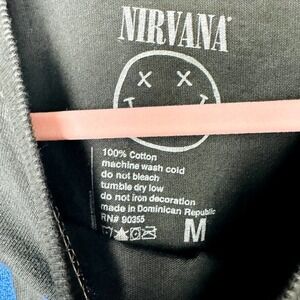 NIRVANA
100% Cotton
machine wash cold
do not bleach
tumble dry low
do not iron decoration
made in Dominican Republic
RN# 90355
M